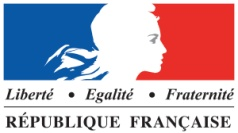 Liberté • Egalité • Fraternité
RÉPUBLIQUE FRANÇAISE